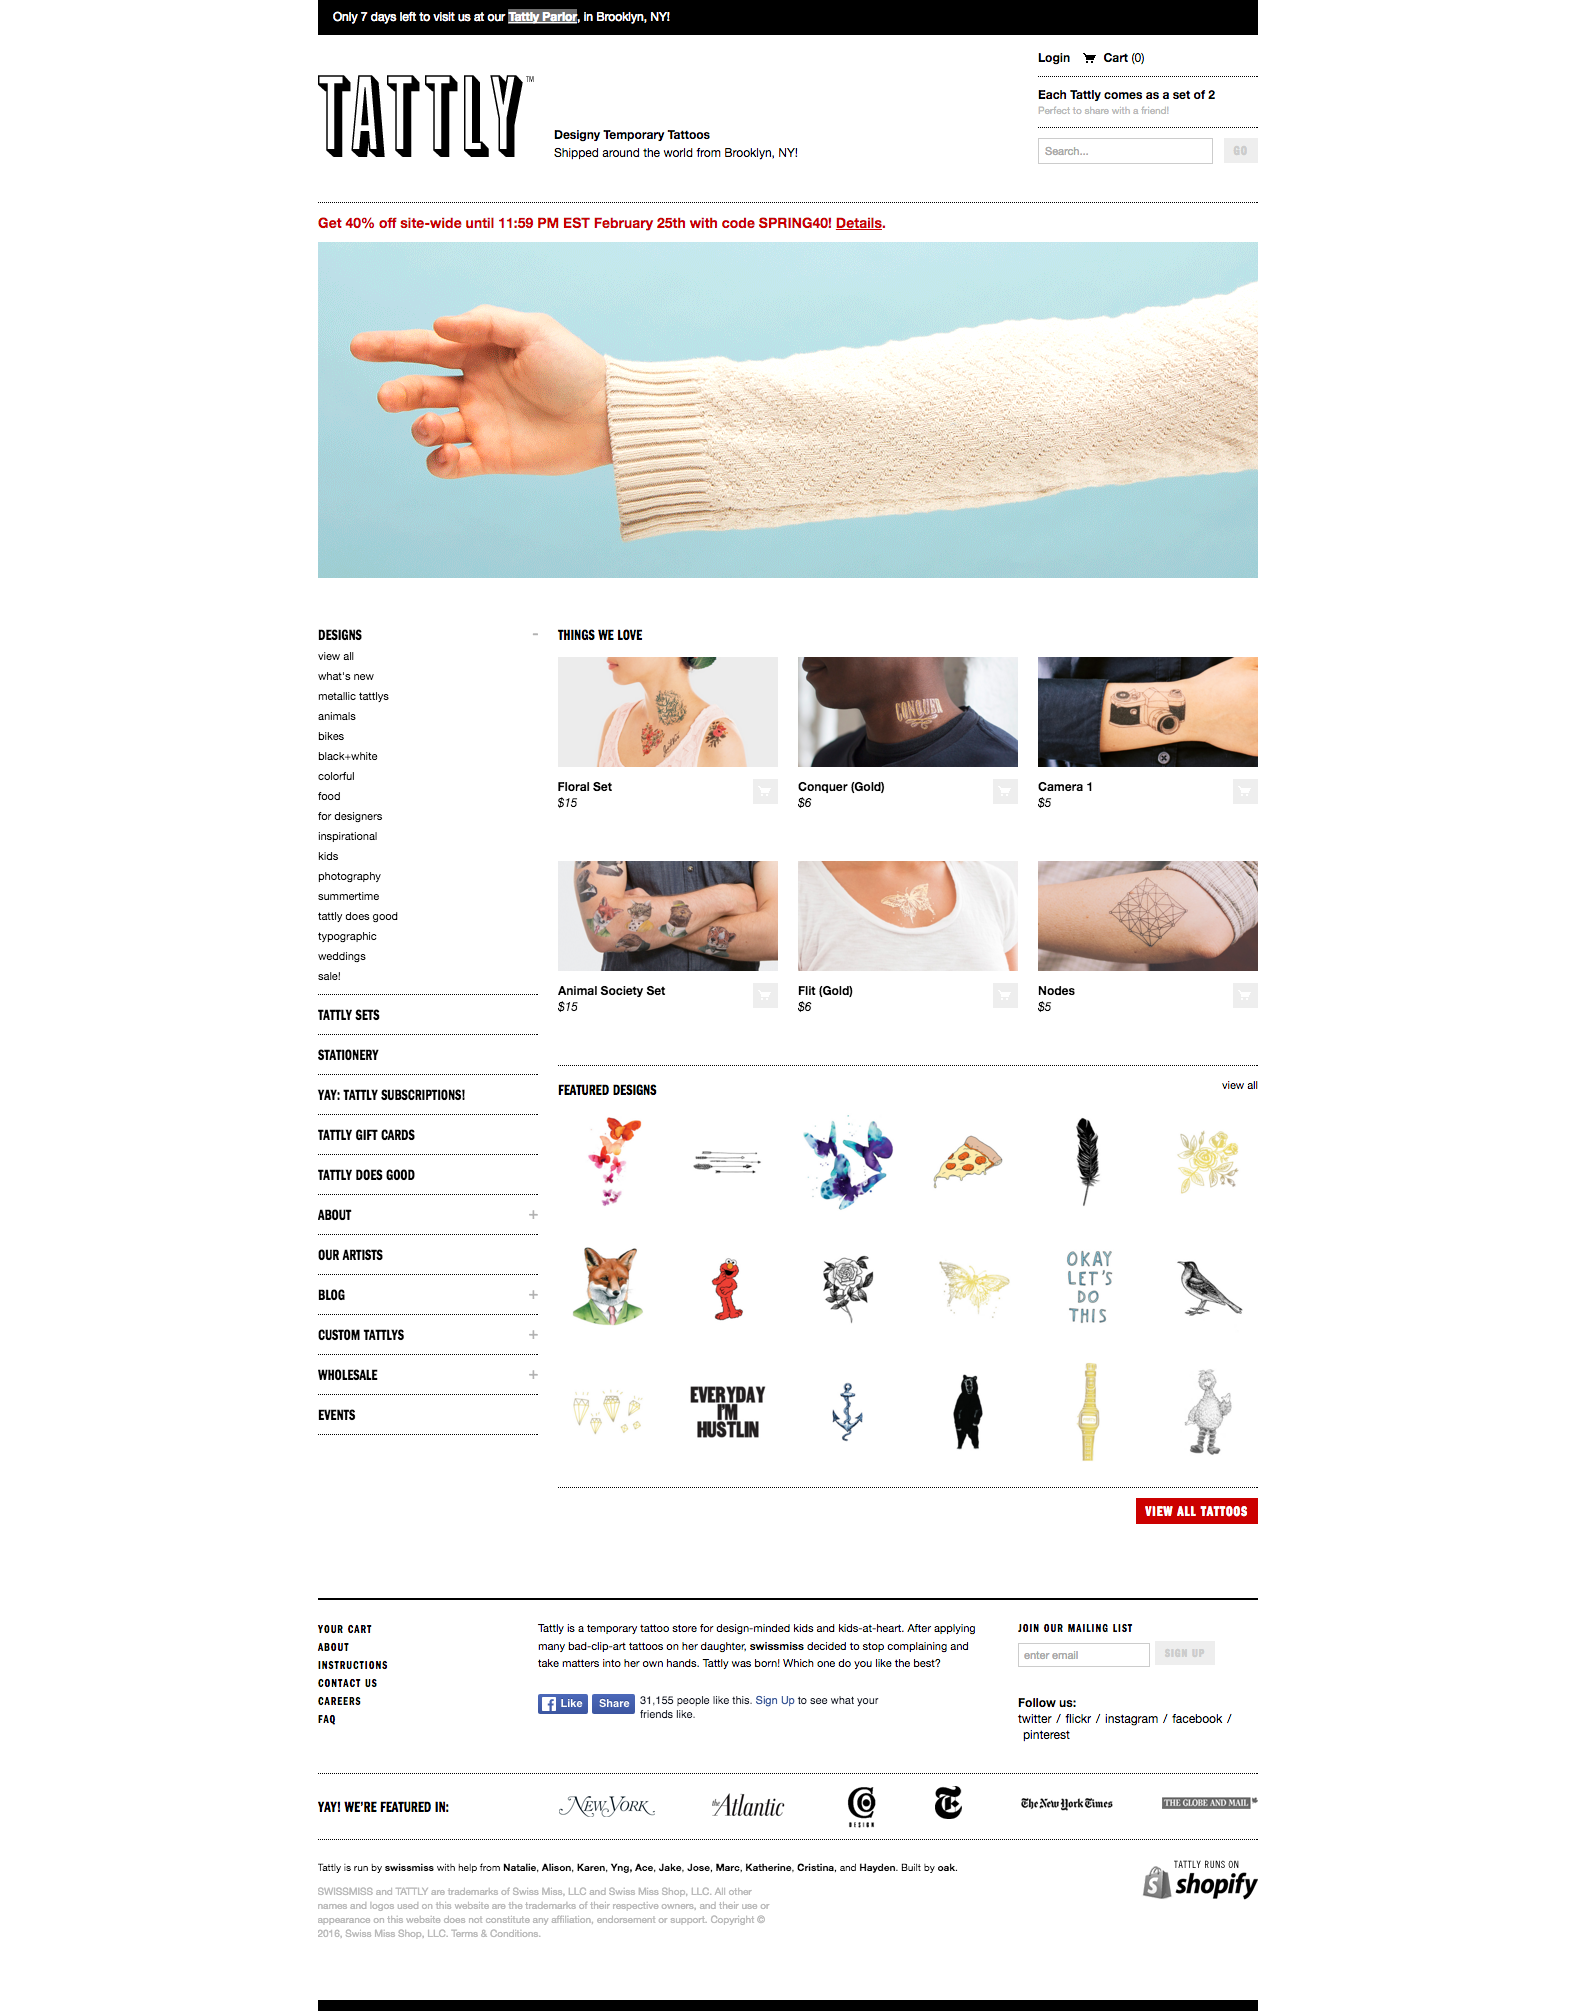 Only 7 days left to visit us at our Tattly Parlor, in Brooklyn, NY!
Login Cart (0)
TATTLY™
Each Tattly comes as a set of 2
Perfect to share with a friend!
Designy Temporary Tattoos
Shipped around the world from Brooklyn, NY!
Search...
GO
Get 40% off site-wide until 11:59 PM EST February 25th with code SPRING40! Details.
DESIGNS -
view all
what's new
metallic tattlys
animals
bikes
black+white
colorful
food
for designers
inspirational
kids
photography
summertime
tattly does good
typographic
weddings
sale!
TATTLY SETS
STATIONERY
YAY: TATTLY SUBSCRIPTIONS!
TATTLY GIFT CARDS
TATTLY DOES GOOD
ABOUT +
OUR ARTISTS
BLOG +
CUSTOM TATTLYS +
WHOLESALE +
EVENTS
THINGS WE LOVE
CONQUER
Floral Set
$15
Conquer (Gold)
$6
Camera 1
$5
Animal Society Set
$15
Flit (Gold)
$6
Nodes
$5
FEATURED DESIGNS
view all
OKAY
LET'S
DO
THIS
EVERYDAY
I'M
HUSTLIN
VIEW ALL TATTOOS
YOUR CART
ABOUT
INSTRUCTIONS
CONTACT US
CAREERS
FAQ
Tattly is a temporary tattoo store for design-minded kids and kids-at-heart. After applying
many bad-clip-art tattoos on her daughter, swissmiss decided to stop complaining and
take matters into her own hands. Tattly was born! Which one do you like the best?
Like Share 31,155 people like this. Sign Up to see what your
friends like.
JOIN OUR MAILING LIST
enter email
SIGN UP
Follow us:
twitter / flickr / instagram / facebook /
pinterest
YAY! WE'RE FEATURED IN:
NEW YORK
the Atlantic
CO
DESIGN
T
The New York Times
THE GLOBE AND MAIL
Tattly is run by swissmiss with help from Natalie, Alison, Karen, Yng, Ace, Jake, Jose, Marc, Katherine, Cristina, and Hayden. Built by oak.
SWISSMISS and TATTLY are trademarks of Swiss Miss, LLC and Swiss Miss Shop, LLC. All other
names and logos used on this website are the trademarks of their respective owners, and their use or
appearance on this website does not constitute any affiliation, endorsement or support. Copyright ©
2016, Swiss Miss Shop, LLC. Terms & Conditions.
TATTLY RUNS ON
shopify